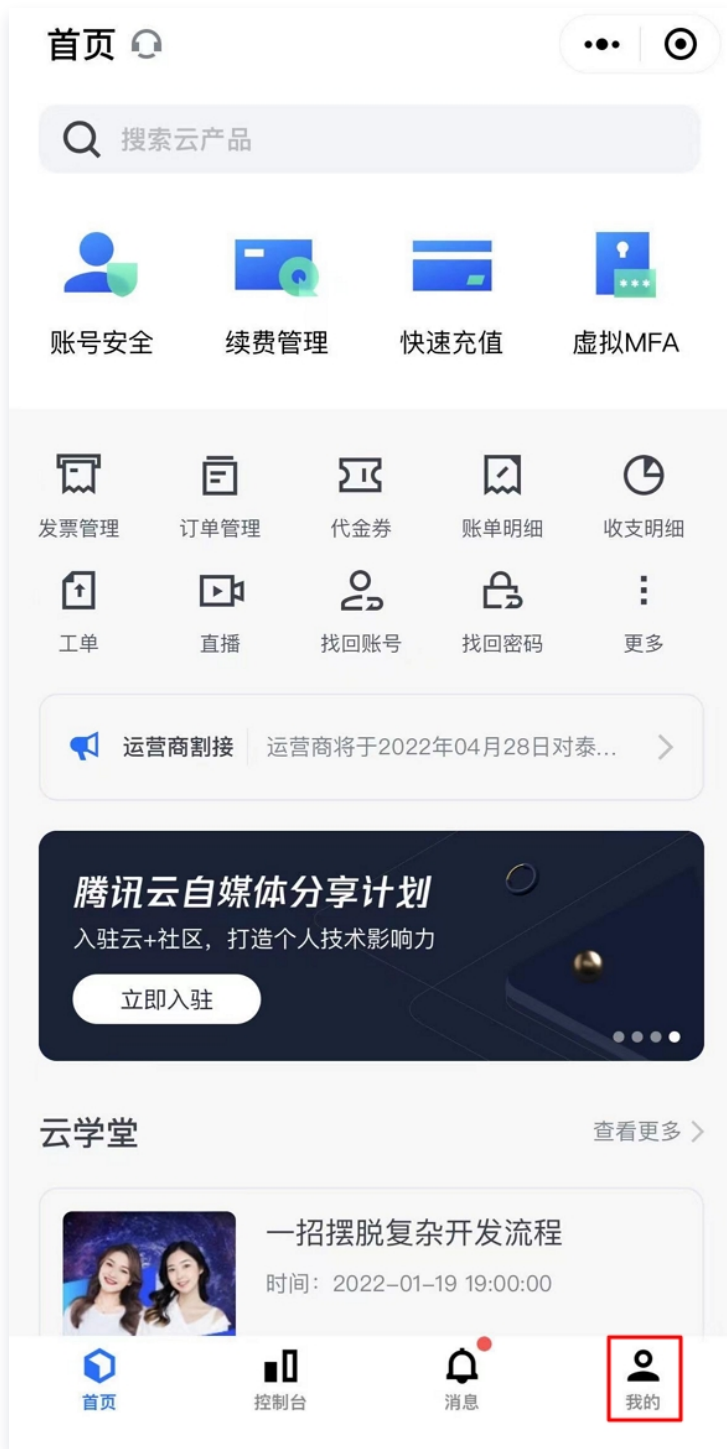 首页
搜索云产品
账号安全 续费管理 快速充值 虚拟MFA
发票管理 订单管理 代金券 账单明细 收支明细
工单 直播 找回账号 找回密码 更多
运营商割接 运营商将于2022年04月28日对泰...
腾讯云自媒体分享计划
入驻云+社区，打造个人技术影响力
立即入驻
云学堂 查看更多
一招摆脱复杂开发流程
时间：2022-01-19 19:00:00
首页 控制台 消息 我的